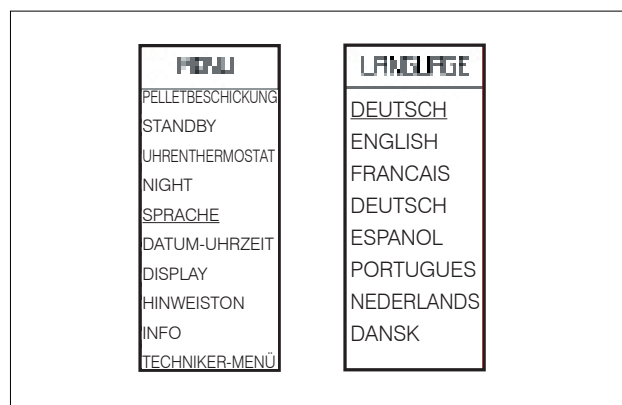 MENU
PELLETBESCHICKUNG
STANDBY
UHRENTHERMOSTAT
NIGHT
SPRACHE
DATUM-UHRZEIT
DISPLAY
HINWEISTON
INFO
TECHNIKER-MENÜ
LANGUAGE
DEUTSCH
ENGLISH
FRANCAIS
DEUTSCH
ESPANOL
PORTUGUES
NEDERLANDS
DANSK